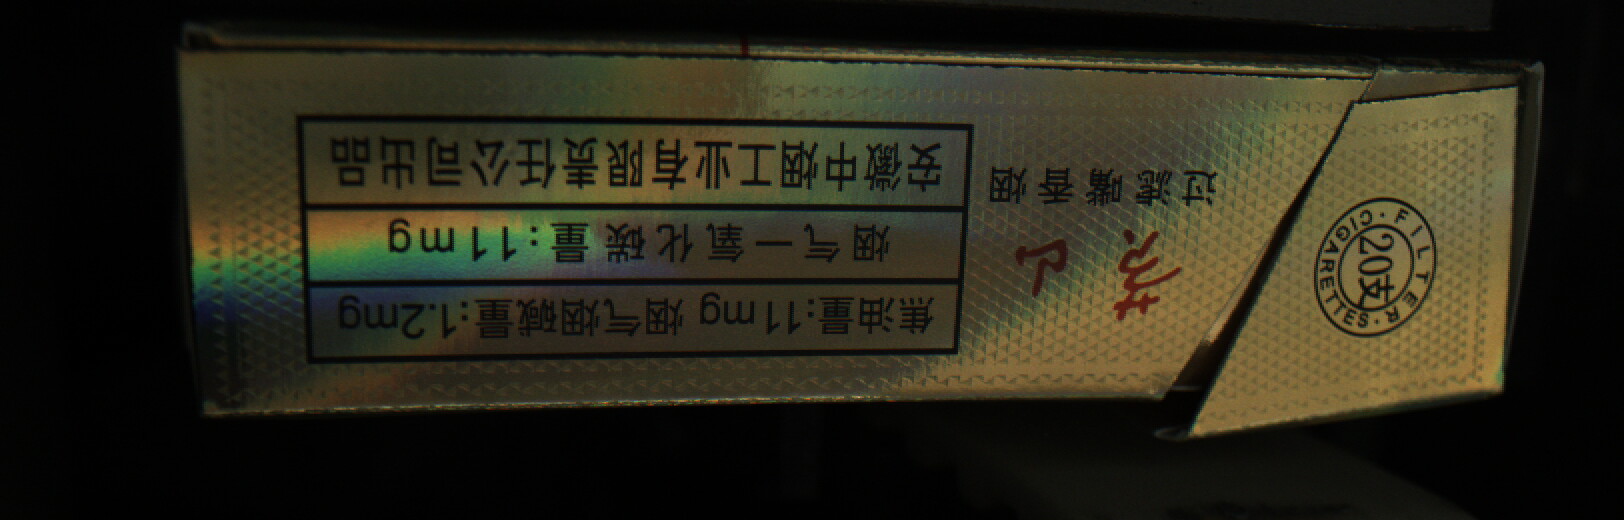 FILTER · CIGARETTES ·
20支
黄山
过滤嘴香烟
焦油量:11mg 烟气烟碱量:1.2mg
烟气一氧化碳量:11mg
安徽中烟工业有限责任公司出品